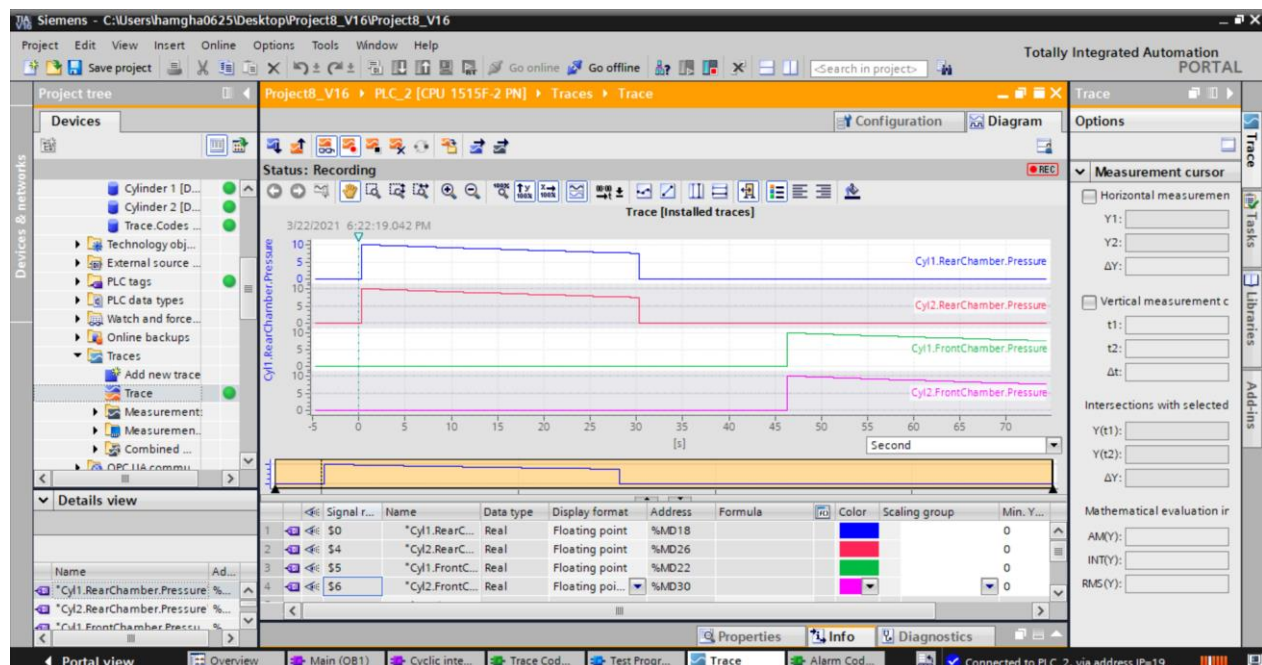 Siemens - C:\Users\hamgha0625\Desktop\Project8_V16\Project8_V16
Project Edit View Insert Online Options Tools Window Help
Totally Integrated Automation
PORTAL
Save project
Go online
Go offline
<Search in project>
Project tree
Project8_V16 PLC_2 [CPU 1515F-2 PN] Traces Trace
Trace
Devices
Configuration
Diagram
Options
Devices & networks
Cylinder 1 [D...
Cylinder 2 [D...
Trace.Codes ...
Technology obj...
External source ...
PLC tags
PLC data types
Watch and force...
Online backups
Traces
Add new trace
Trace
Measurement:
Measuremen..
Combined ...
OPC UA commu
Details view
Name Ad...
"Cyl1.RearChamber.Pressure %...
"Cyl2.RearChamber.Pressure" %...
"Cyl1.FrontChamber.Pressu %
Status: Recording
REC
Trace [Installed traces]
3/22/2021 6:22:19.042 PM
Cyl1.RearChamber.Pressure
10
5
0
Cyl1.RearChamber.Pressure
10
5
0
Cyl2.RearChamber.Pressure
10
5
0
Cyl1.FrontChamber.Pressure
10
5
0
Cyl2.FrontChamber.Pressure
-5 0 5 10 15 20 25 30 35 40 45 50 55 60 65 70
[s]
Second
Signal r... Name Data type Display format Address Formula Color Scaling group Min. Y...
1 $0 "Cyl1.RearC... Real Floating point %MD18 0
2 $4 "Cyl2.RearC... Real Floating point %MD26 0
3 $5 "Cyl1.FrontC... Real Floating point %MD22 0
4 $6 "Cyl2.FrontC... Real Floating poi... %MD30 0
Properties
Info
Diagnostics
Measurement cursor
Horizontal measuremen
Y1:
Y2:
ΔY:
Vertical measurement c
t1:
t2:
Δt:
Intersections with selected
Y(t1):
Y(t2):
ΔY:
Mathematical evaluation ir
AM(Y):
INT(Y):
RMS(Y):
Trace
Tasks
Libraries
Add-ins
Portal view
Overview
Main (OB1)
Cyclic inte...
Trace Cod...
Test Progr...
Trace
Alarm Cod...
Connected to PLC_2, via address IP=19